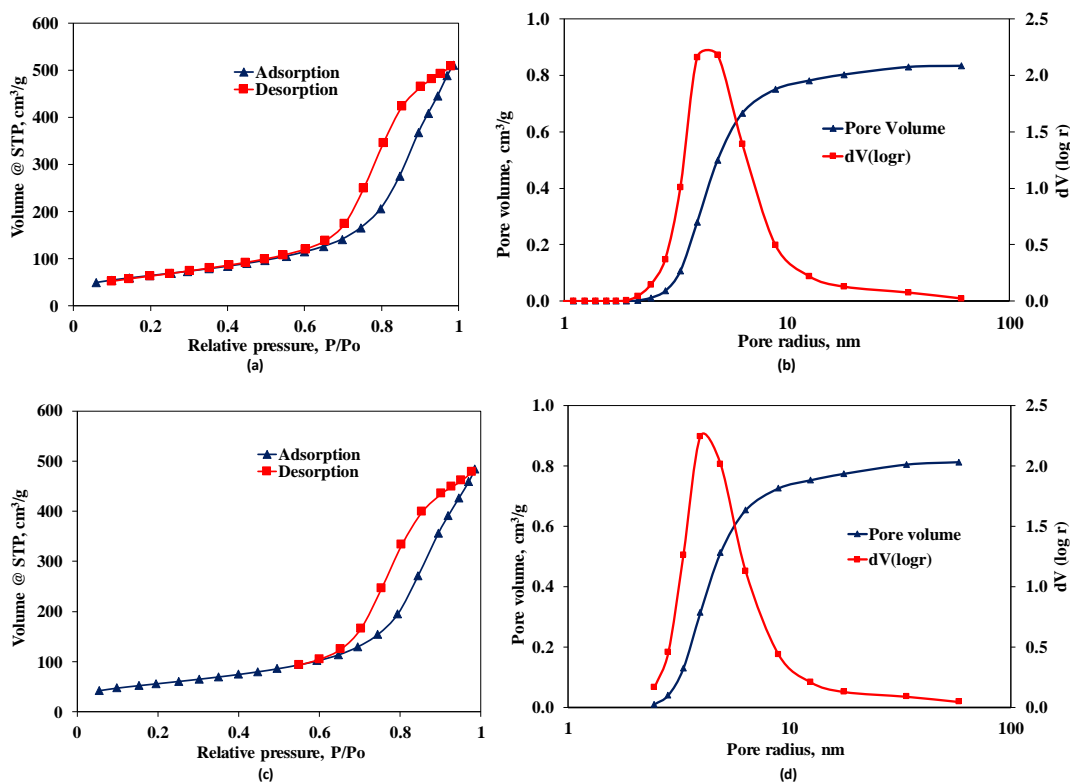 600
500
400
300
200
100
0
Volume @ STP, cm³/g
Adsorption
Desorption
0
0.2
0.4
0.6
0.8
1
Relative pressure, P/Po
(a)
1.0
0.8
0.6
0.4
0.2
0.0
Pore volume, cm³/g
Pore Volume
dV(logr)
2.5
2.0
1.5
1.0
0.5
0.0
dV (log r)
1
10
100
Pore radius, nm
(b)
600
500
400
300
200
100
0
Volume @ STP, cm³/g
Adsorption
Desorption
0
0.2
0.4
0.6
0.8
1
Relative pressure, P/Po
(c)
1.0
0.8
0.6
0.4
0.2
0.0
Pore volume, cm³/g
Pore volume
dV(logr)
2.5
2.0
1.5
1.0
0.5
0.0
dV (log r)
1
10
100
Pore radius, nm
(d)